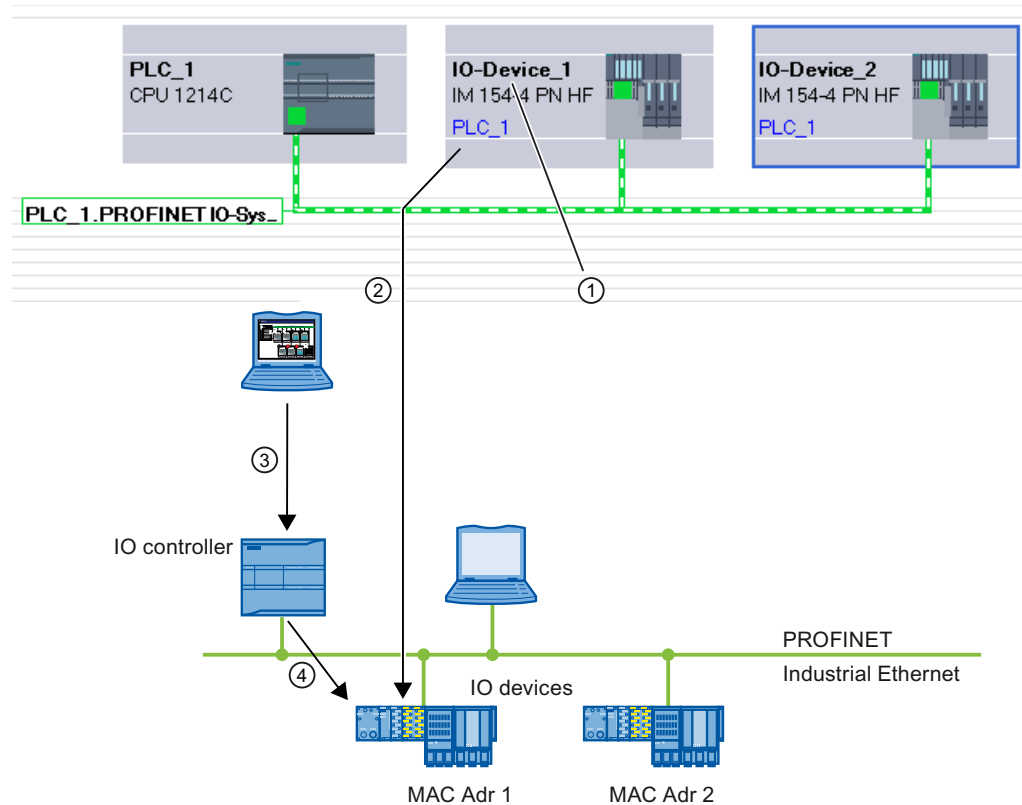 PLC_1
CPU 1214C
IO-Device_1
IM 154-4 PN HF
PLC_1
IO-Device_2
IM 154-4 PN HF
PLC_1
PLC_1.PROFINET IO-Sys_
②
①
③
IO controller
PROFINET
④
Industrial Ethernet
IO devices
MAC Adr 1
MAC Adr 2